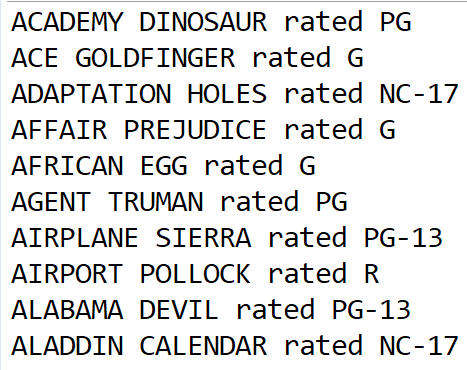 ACADEMY DINOSAUR rated PG
ACE GOLDFINGER rated G
ADAPTATION HOLES rated NC-17
AFFAIR PREJUDICE rated G
AFRICAN EGG rated G
AGENT TRUMAN rated PG
AIRPLANE SIERRA rated PG-13
AIRPORT POLLOCK rated R
ALABAMA DEVIL rated PG-13
ALADDIN CALENDAR rated NC-17